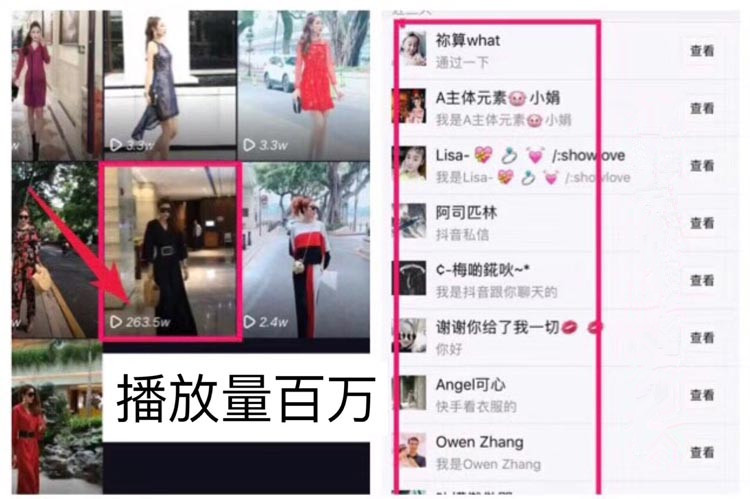 3.3w
3.3w
263.5w
2.4w
播放量百万
祢算what
通过一下
查看
A主体元素🐽小娟
我是A主体元素🐽小娟
查看
Lisa- 💝 💍 💓 /:showlove
我是Lisa- 💝 💍 💓 /:showlove
查看
阿司匹林
抖音私信
查看
¢-梅啲錵吙~*
我是抖音跟你聊天的
查看
谢谢你给了我一切💋 💋
你好
查看
Angel可心
快手看衣服的
查看
Owen Zhang
我是Owen Zhang
查看